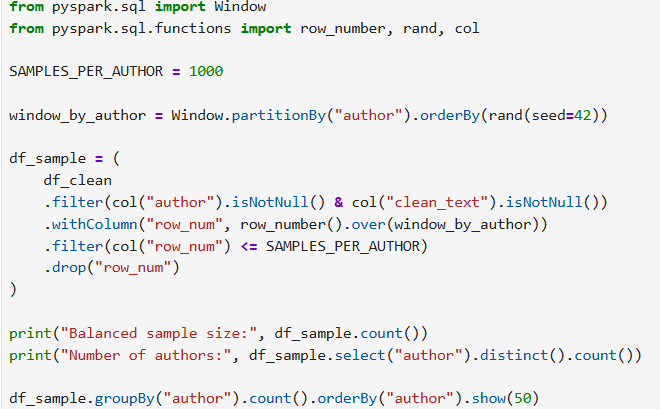 from pyspark.sql import Window
from pyspark.sql.functions import row_number, rand, col

SAMPLES_PER_AUTHOR = 1000

window_by_author = Window.partitionBy("author").orderBy(rand(seed=42))

df_sample = (
    df_clean
    .filter(col("author").isNotNull() & col("clean_text").isNotNull())
    .withColumn("row_num", row_number().over(window_by_author))
    .filter(col("row_num") <= SAMPLES_PER_AUTHOR)
    .drop("row_num")
)

print("Balanced sample size:", df_sample.count())
print("Number of authors:", df_sample.select("author").distinct().count())

df_sample.groupBy("author").count().orderBy("author").show(50)